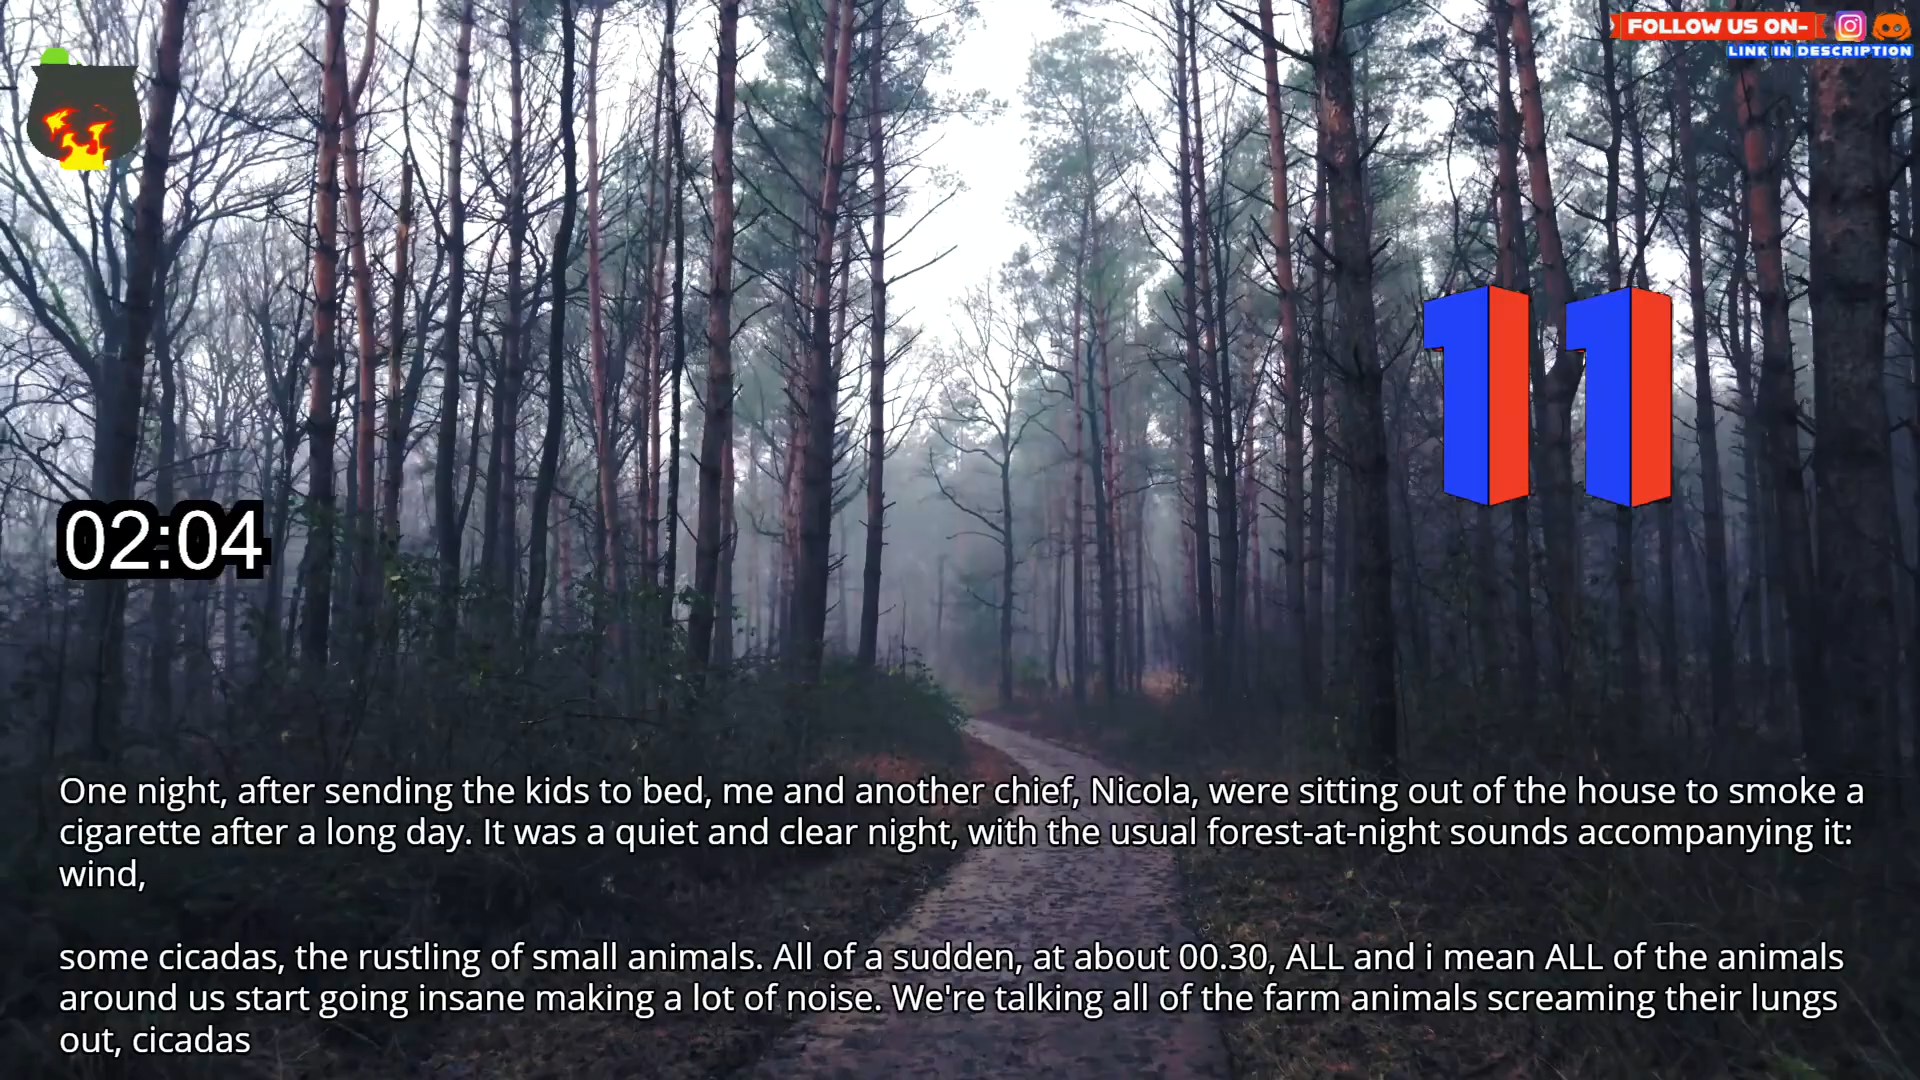 FOLLOW US ON-
LINK IN DESCRIPTION
11
02:04
One night, after sending the kids to bed, me and another chief, Nicola, were sitting out of the house to smoke a
cigarette after a long day. It was a quiet and clear night, with the usual forest-at-night sounds accompanying it:
wind,
some cicadas, the rustling of small animals. All of a sudden, at about 00.30, ALL and i mean ALL of the animals
around us start going insane making a lot of noise. We're talking all of the farm animals screaming their lungs
out, cicadas